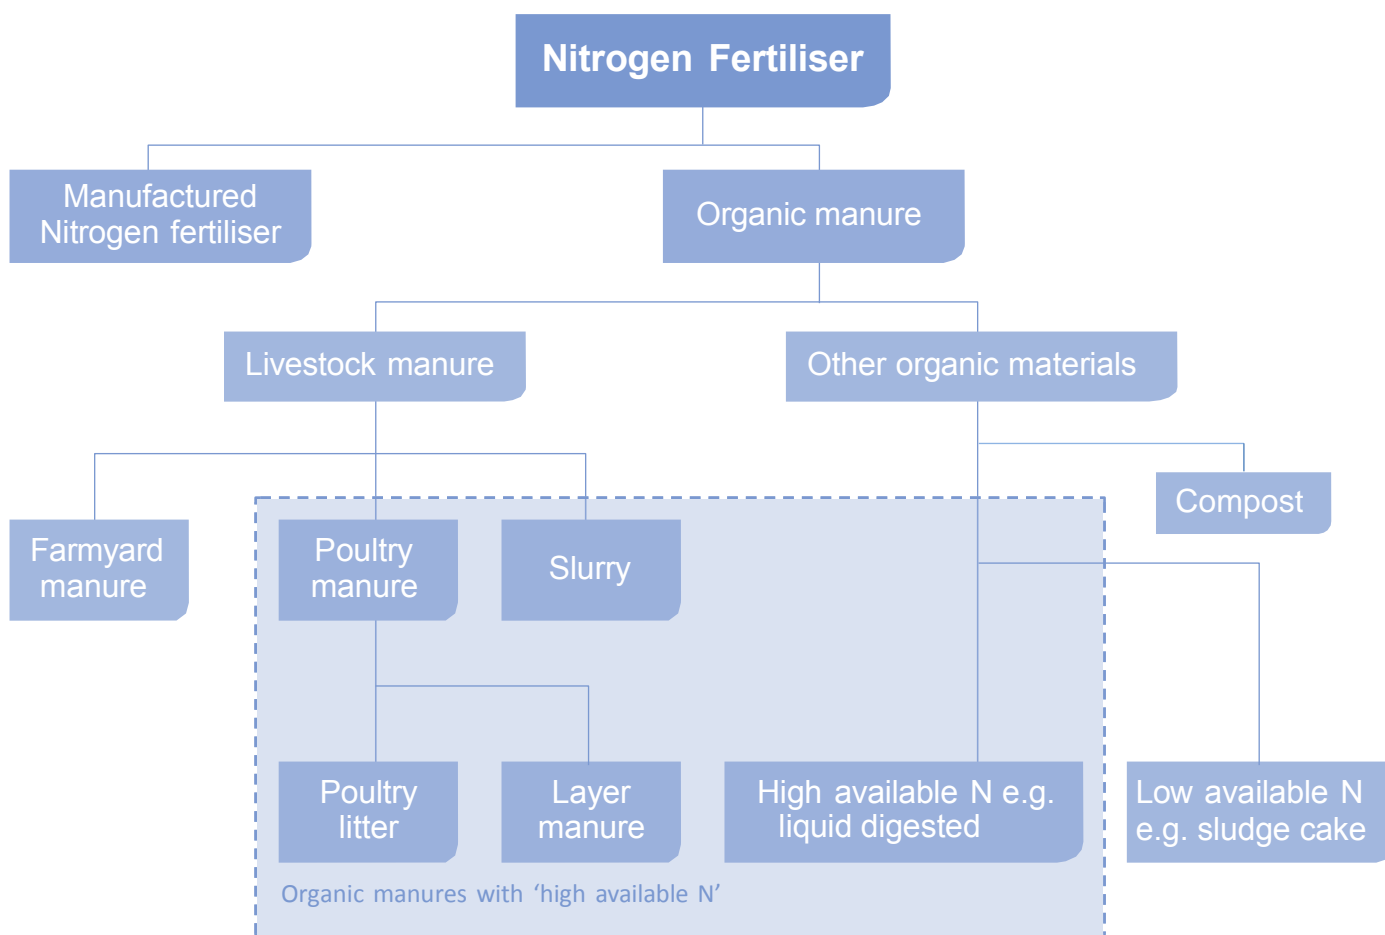 Nitrogen Fertiliser
Manufactured
Nitrogen fertiliser
Organic manure
Livestock manure
Other organic materials
Compost
Farmyard
manure
Poultry
manure
Slurry
Poultry
litter
Layer
manure
High available N e.g.
liquid digested
Low available N
e.g. sludge cake
Organic manures with ‘high available N’